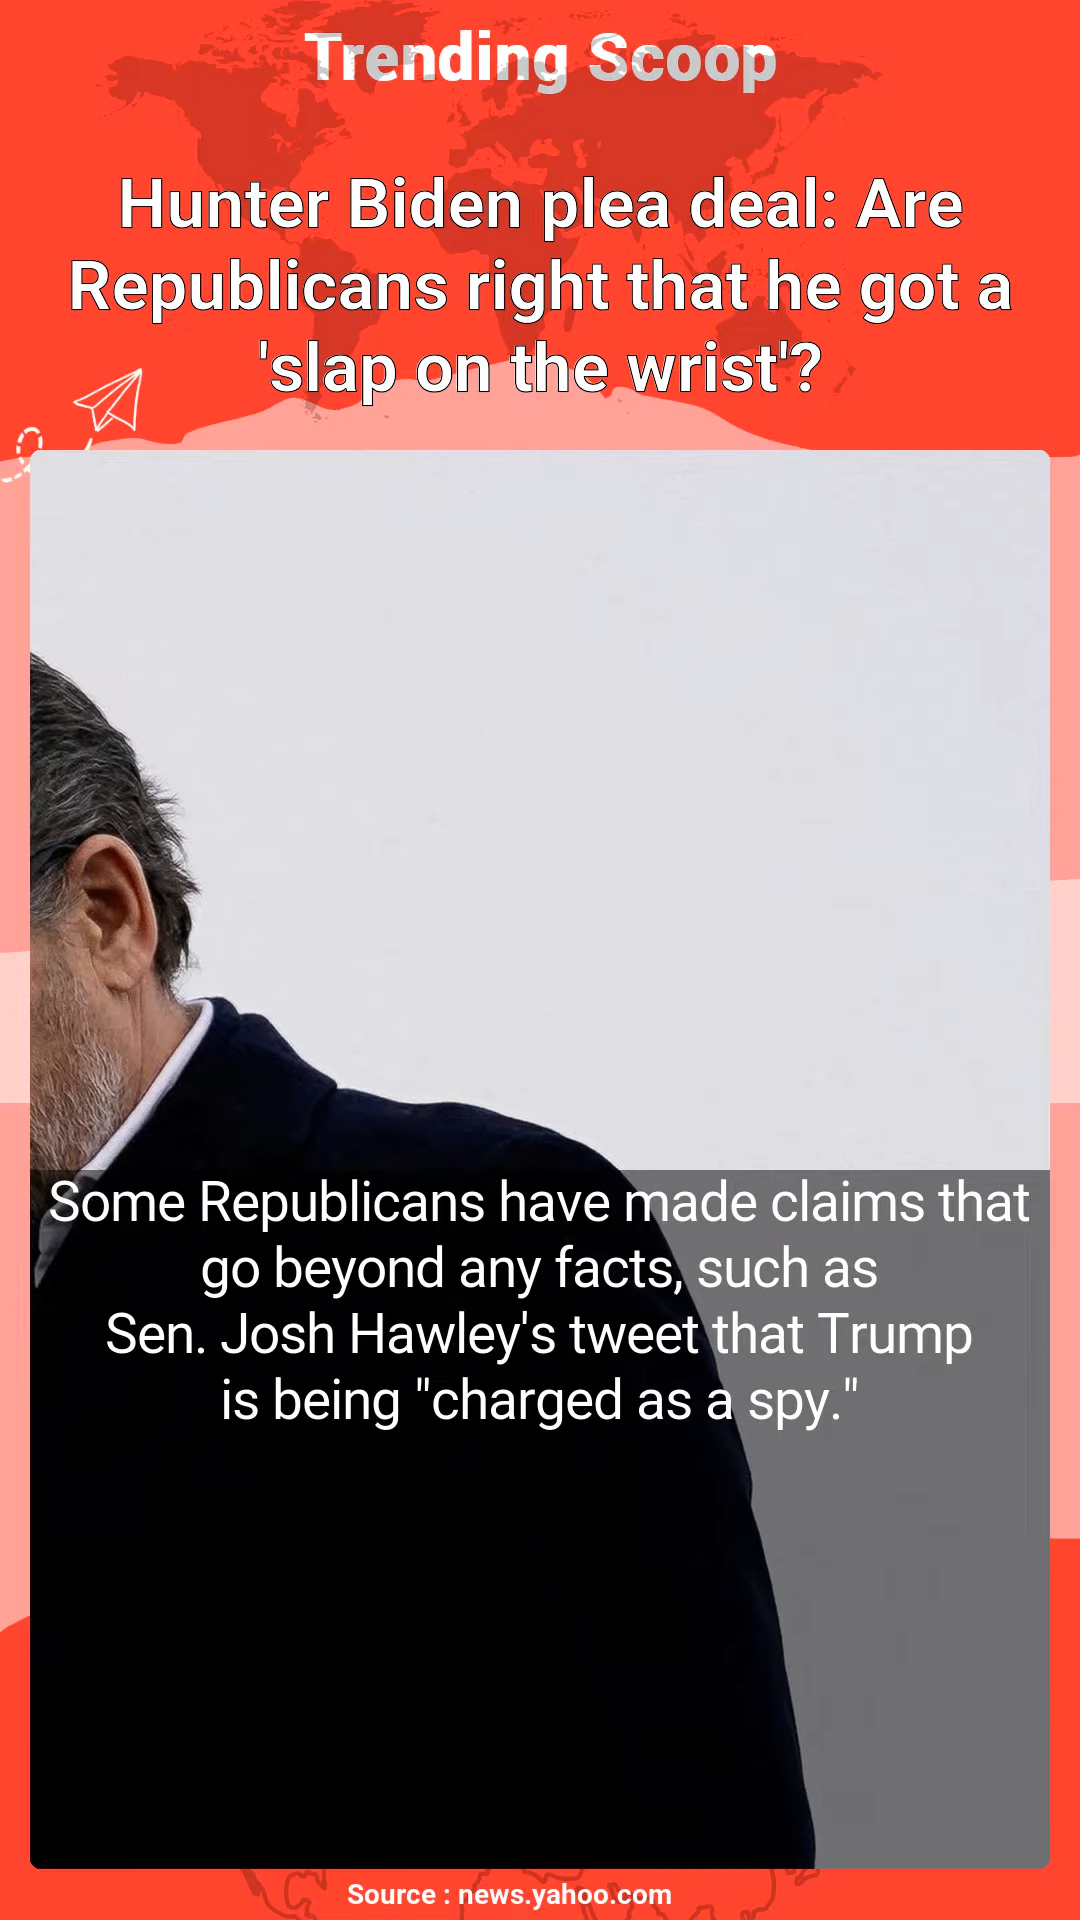 Trending Scoop
Hunter Biden plea deal: Are
Republicans right that he got a
'slap on the wrist'?
Some Republicans have made claims that
go beyond any facts, such as
Sen. Josh Hawley's tweet that Trump
is being "charged as a spy."
Source : news.yahoo.com